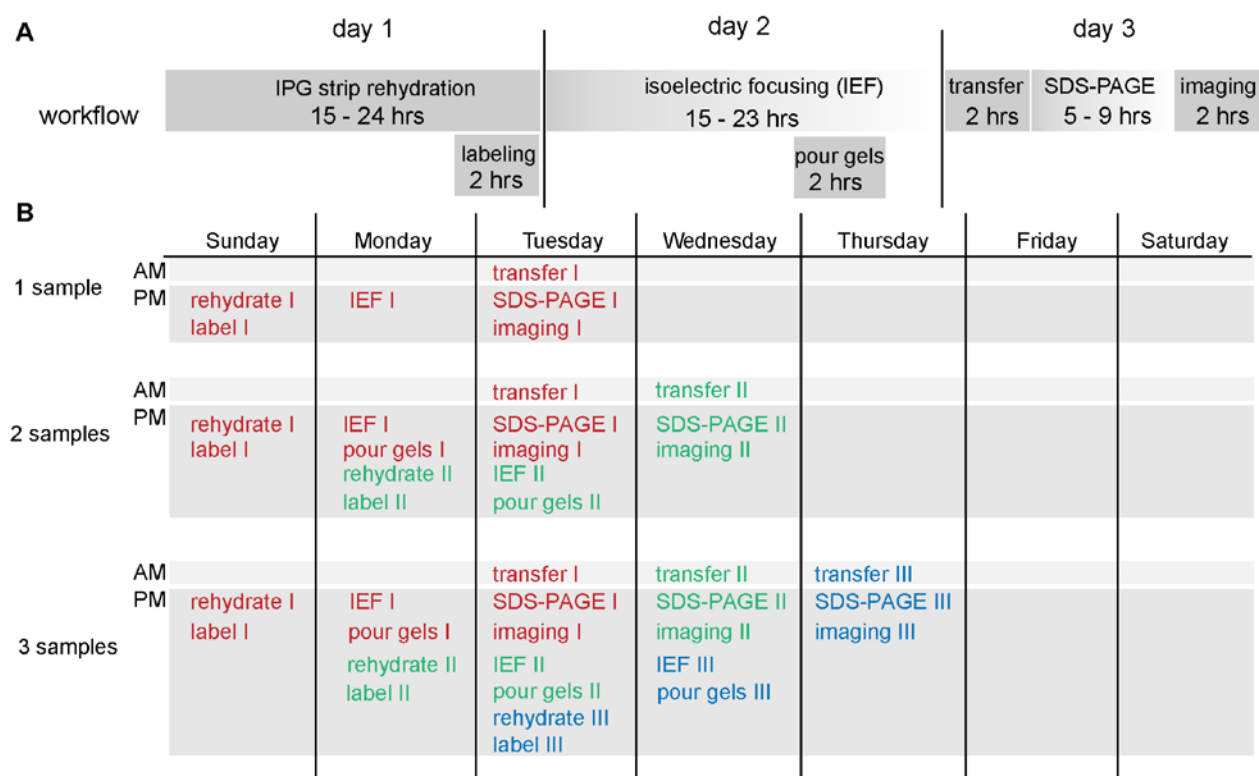 A
day 1
day 2
day 3
workflow
IPG strip rehydration
15 - 24 hrs
isoelectric focusing (IEF)
15 - 23 hrs
transfer
2 hrs
SDS-PAGE
5 - 9 hrs
imaging
2 hrs
labeling
2 hrs
pour gels
2 hrs
B
Sunday Monday Tuesday Wednesday Thursday Friday Saturday
1 sample
AM transfer I
PM rehydrate I IEF I SDS-PAGE I
label I imaging I
2 samples
AM transfer I transfer II
PM rehydrate I IEF I SDS-PAGE I SDS-PAGE II
label I pour gels I imaging I imaging II
rehydrate II IEF II
label II pour gels II
3 samples
AM transfer I transfer II transfer III
PM rehydrate I IEF I SDS-PAGE I SDS-PAGE II SDS-PAGE III
label I pour gels I imaging I imaging II imaging III
rehydrate II IEF II IEF III
label II pour gels II pour gels III
rehydrate III
label III